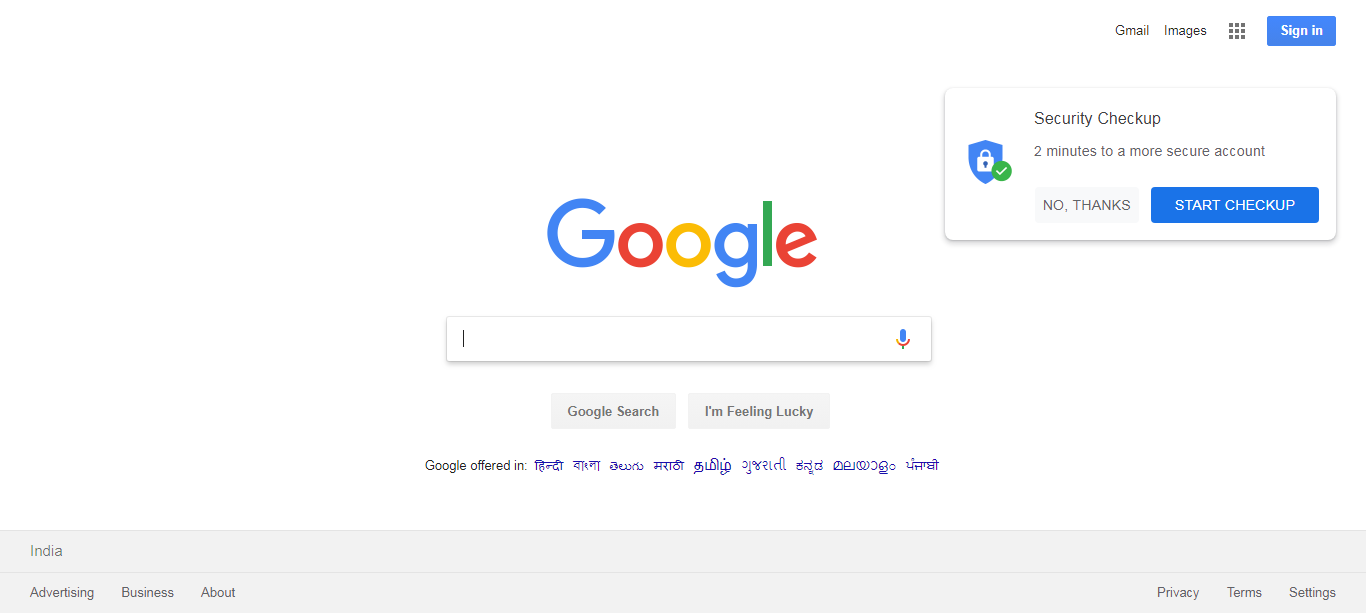 Gmail Images Sign in
Security Checkup
2 minutes to a more secure account
NO, THANKS START CHECKUP
Google
Google Search I'm Feeling Lucky
Google offered in: हिन्दी বাংলা తెలుగు मराठी தமிழ் ગુજરાતી ಕನ್ನಡ മലയാളം ਪੰਜਾਬੀ
India
Advertising Business About Privacy Terms Settings